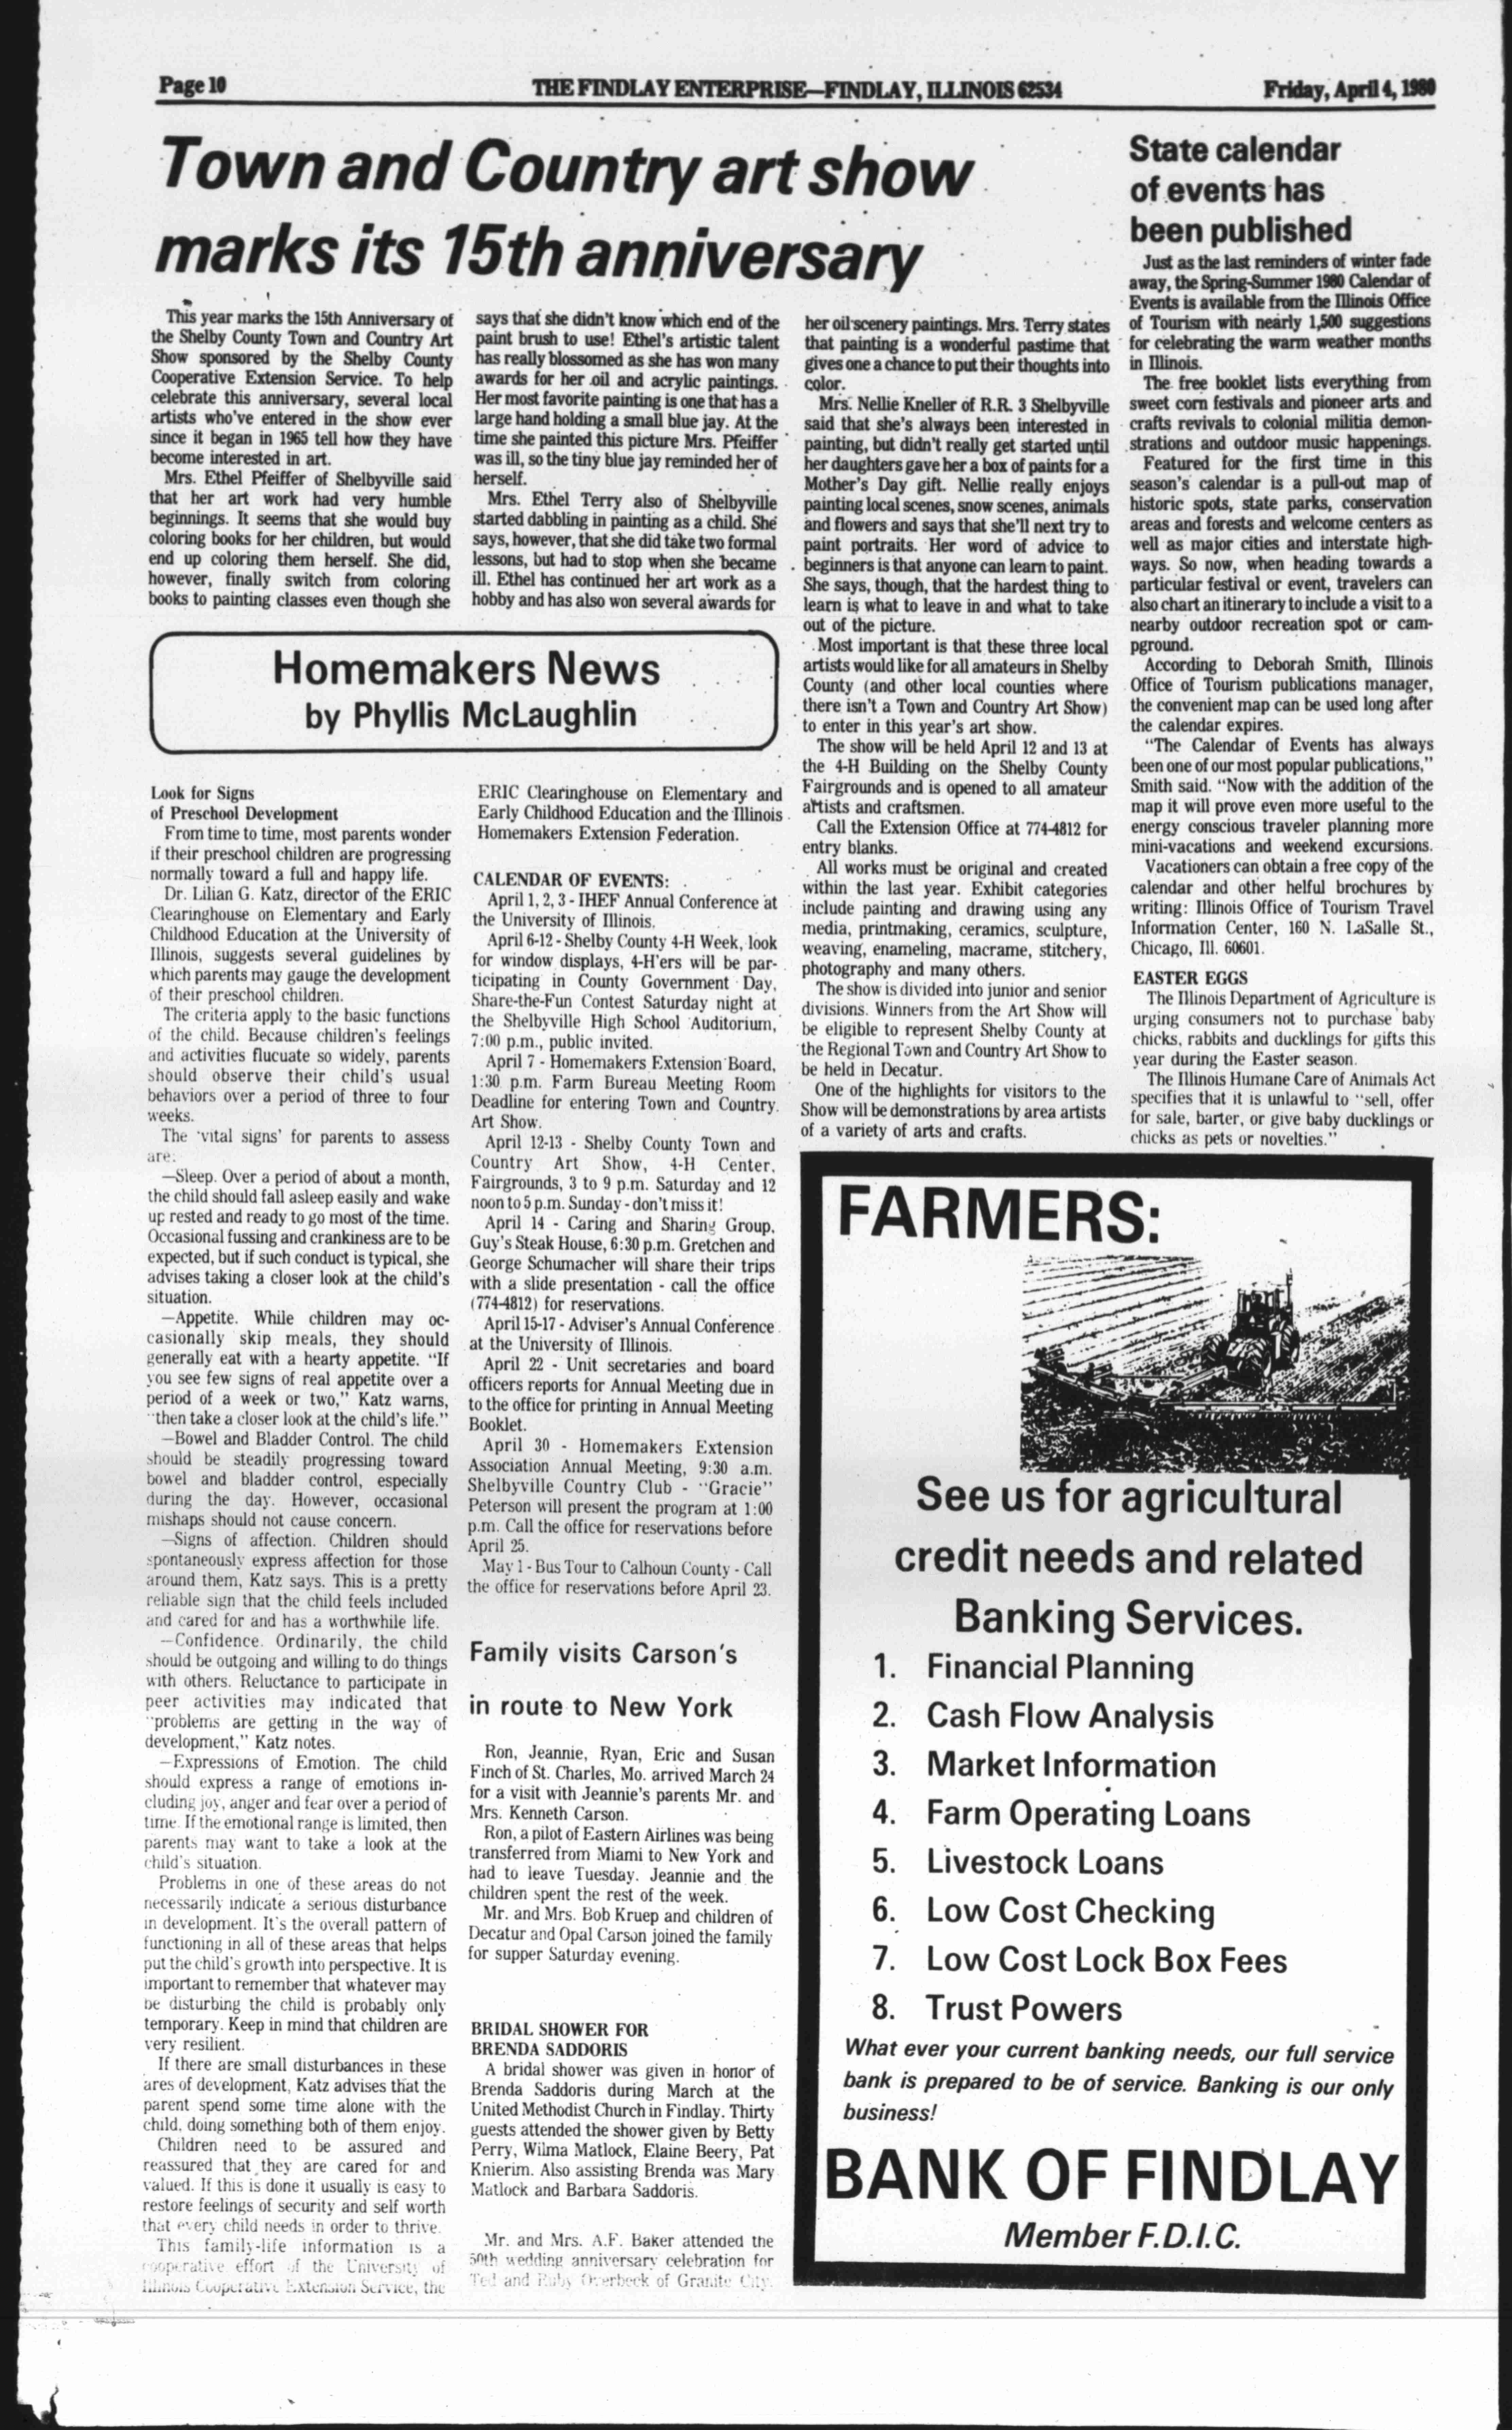 Page 10
THE FINDLAY ENTERPRISE—FINDLAY, ILLINOIS 62534
Friday, April 4, 1980
Town and Country art show
marks its 15th anniversary
This year marks the 15th Anniversary of
the Shelby County Town and Country Art
Show sponsored by the Shelby County
Cooperative Extension Service. To help
celebrate this anniversary, several local
artists who've entered in the show ever
since it began in 1965 tell how they have
become interested in art.
Mrs. Ethel Pfeiffer of Shelbyville said
that her art work had very humble
beginnings. It seems that she would buy
coloring books for her children, but would
end up coloring them herself. She did,
however, finally switch from coloring
books to painting classes even though she
says that she didn't know which end of the
paint brush to use! Ethel's artistic talent
has really blossomed as she has won many
awards for her oil and acrylic paintings.
Her most favorite painting is one that has a
large hand holding a small blue jay. At the
time she painted this picture Mrs. Pfeiffer
was ill, so the tiny blue jay reminded her of
herself.
Mrs. Ethel Terry also of Shelbyville
started dabbling in painting as a child. She
says, however, that she did take two formal
lessons, but had to stop when she became
ill. Ethel has continued her art work as a
hobby and has also won several awards for
her oil scenery paintings. Mrs. Terry states
that painting is a wonderful pastime that
gives one a chance to put their thoughts into
color.
Mrs. Nellie Kneller of R.R. 3 Shelbyville
said that she's always been interested in
painting, but didn't really get started until
her daughters gave her a box of paints for a
Mother's Day gift. Nellie really enjoys
painting local scenes, snow scenes, animals
and flowers and says that she'll next try to
paint portraits. Her word of advice to
beginners is that anyone can learn to paint.
She says, though, that the hardest thing to
learn is what to leave in and what to take
out of the picture.
Most important is that these three local
artists would like for all amateurs in Shelby
County (and other local counties where
there isn't a Town and Country Art Show)
to enter in this year's art show.
The show will be held April 12 and 13 at
the 4-H Building on the Shelby County
Fairgrounds and is opened to all amateur
artists and craftsmen.
Call the Extension Office at 774-4812 for
entry blanks.
All works must be original and created
within the last year. Exhibit categories
include painting and drawing using any
media, printmaking, ceramics, sculpture,
weaving, enameling, macrame, stitchery,
photography and many others.
The show is divided into junior and senior
divisions. Winners from the Art Show will
be eligible to represent Shelby County at
the Regional Town and Country Art Show to
be held in Decatur.
One of the highlights for visitors to the
Show will be demonstrations by area artists
of a variety of arts and crafts.
State calendar
of events has
been published
Just as the last reminders of winter fade
away, the Spring-Summer 1980 Calendar of
Events is available from the Illinois Office
of Tourism with nearly 1,500 suggestions
for celebrating the warm weather months
in Illinois.
The free booklet lists everything from
sweet corn festivals and pioneer arts and
crafts revivals to colonial militia demon-
strations and outdoor music happenings.
Featured for the first time in this
season's calendar is a pull-out map of
historic spots, state parks, conservation
areas and forests and welcome centers as
well as major cities and interstate high-
ways. So now, when heading towards a
particular festival or event, travelers can
also chart an itinerary to include a visit to a
nearby outdoor recreation spot or cam-
pground.
According to Deborah Smith, Illinois
Office of Tourism publications manager,
the convenient map can be used long after
the calendar expires.
"The Calendar of Events has always
been one of our most popular publications,"
Smith said. "Now with the addition of the
map it will prove even more useful to the
energy conscious traveler planning more
mini-vacations and weekend excursions.
Vacationers can obtain a free copy of the
calendar and other helful brochures by
writing: Illinois Office of Tourism Travel
Information Center, 160 N. LaSalle St.,
Chicago, Ill. 60601.
EASTER EGGS
The Illinois Department of Agriculture is
urging consumers not to purchase baby
chicks, rabbits and ducklings for gifts this
year during the Easter season.
The Illinois Humane Care of Animals Act
specifies that it is unlawful to "sell, offer
for sale, barter, or give baby ducklings or
chicks as pets or novelties."
Homemakers News
by Phyllis McLaughlin
Look for Signs
of Preschool Development
From time to time, most parents wonder
if their preschool children are progressing
normally toward a full and happy life.
Dr. Lilian G. Katz, director of the ERIC
Clearinghouse on Elementary and Early
Childhood Education at the University of
Illinois, suggests several guidelines by
which parents may gauge the development
of their preschool children.
The criteria apply to the basic functions
of the child. Because children's feelings
and activities flucuate so widely, parents
should observe their child's usual
behaviors over a period of three to four
weeks.
The 'vital signs' for parents to assess
are:
—Sleep. Over a period of about a month,
the child should fall asleep easily and wake
up rested and ready to go most of the time.
Occasional fussing and crankiness are to be
expected, but if such conduct is typical, she
advises taking a closer look at the child's
situation.
—Appetite. While children may oc-
casionally skip meals, they should
generally eat with a hearty appetite. "If
you see few signs of real appetite over a
period of a week or two," Katz warns,
"then take a closer look at the child's life."
—Bowel and Bladder Control. The child
should be steadily progressing toward
bowel and bladder control, especially
during the day. However, occasional
mishaps should not cause concern.
—Signs of affection. Children should
spontaneously express affection for those
around them, Katz says. This is a pretty
reliable sign that the child feels included
and cared for and has a worthwhile life.
—Confidence. Ordinarily, the child
should be outgoing and willing to do things
with others. Reluctance to participate in
peer activities may indicated that
"problems are getting in the way of
development," Katz notes.
—Expressions of Emotion. The child
should express a range of emotions in-
cluding joy, anger and fear over a period of
time. If the emotional range is limited, then
parents may want to take a look at the
child's situation.
Problems in one of these areas do not
necessarily indicate a serious disturbance
in development. It's the overall pattern of
functioning in all of these areas that helps
put the child's growth into perspective. It is
important to remember that whatever may
be disturbing the child is probably only
temporary. Keep in mind that children are
very resilient.
If there are small disturbances in these
ares of development, Katz advises that the
parent spend some time alone with the
child, doing something both of them enjoy.
Children need to be assured and
reassured that they are cared for and
valued. If this is done it usually is easy to
restore feelings of security and self worth
that every child needs in order to thrive.
This family-life information is a
cooperative effort of the University of
Illinois Cooperative Extension Service, the
ERIC Clearinghouse on Elementary and
Early Childhood Education and the Illinois
Homemakers Extension Federation.
CALENDAR OF EVENTS:
April 1, 2, 3 - IHEF Annual Conference at
the University of Illinois.
April 6-12 - Shelby County 4-H Week, look
for window displays, 4-H'ers will be par-
ticipating in County Government Day,
Share-the-Fun Contest Saturday night at
the Shelbyville High School Auditorium,
7:00 p.m., public invited.
April 7 - Homemakers Extension Board,
1:30 p.m. Farm Bureau Meeting Room
Deadline for entering Town and Country
Art Show.
April 12-13 - Shelby County Town and
Country Art Show, 4-H Center,
Fairgrounds, 3 to 9 p.m. Saturday and 12
noon to 5 p.m. Sunday - don't miss it!
April 14 - Caring and Sharing Group,
Guy's Steak House, 6:30 p.m. Gretchen and
George Schumacher will share their trips
with a slide presentation - call the office
(774-4812) for reservations.
April 15-17 - Adviser's Annual Conference
at the University of Illinois.
April 22 - Unit secretaries and board
officers reports for Annual Meeting due in
to the office for printing in Annual Meeting
Booklet.
April 30 - Homemakers Extension
Association Annual Meeting, 9:30 a.m.
Shelbyville Country Club - "Gracie"
Peterson will present the program at 1:00
p.m. Call the office for reservations before
April 25.
May 1 - Bus Tour to Calhoun County - Call
the office for reservations before April 23.
Family visits Carson's
in route to New York
Ron, Jeannie, Ryan, Eric and Susan
Finch of St. Charles, Mo. arrived March 24
for a visit with Jeannie's parents Mr. and
Mrs. Kenneth Carson.
Ron, a pilot of Eastern Airlines was being
transferred from Miami to New York and
had to leave Tuesday. Jeannie and the
children spent the rest of the week.
Mr. and Mrs. Bob Kruep and children of
Decatur and Opal Carson joined the family
for supper Saturday evening.
BRIDAL SHOWER FOR
BRENDA SADDORIS
A bridal shower was given in honor of
Brenda Saddoris during March at the
United Methodist Church in Findlay. Thirty
guests attended the shower given by Betty
Perry, Wilma Matlock, Elaine Beery, Pat
Knierim. Also assisting Brenda was Mary
Matlock and Barbara Saddoris.
Mr. and Mrs. A.F. Baker attended the
50th wedding anniversary celebration for
Ted and Ruby Overbeck of Granite City.
FARMERS:
See us for agricultural
credit needs and related
Banking Services.
1. Financial Planning
2. Cash Flow Analysis
3. Market Information
4. Farm Operating Loans
5. Livestock Loans
6. Low Cost Checking
7. Low Cost Lock Box Fees
8. Trust Powers
What ever your current banking needs, our full service
bank is prepared to be of service. Banking is our only
business!
BANK OF FINDLAY
Member F.D.I.C.